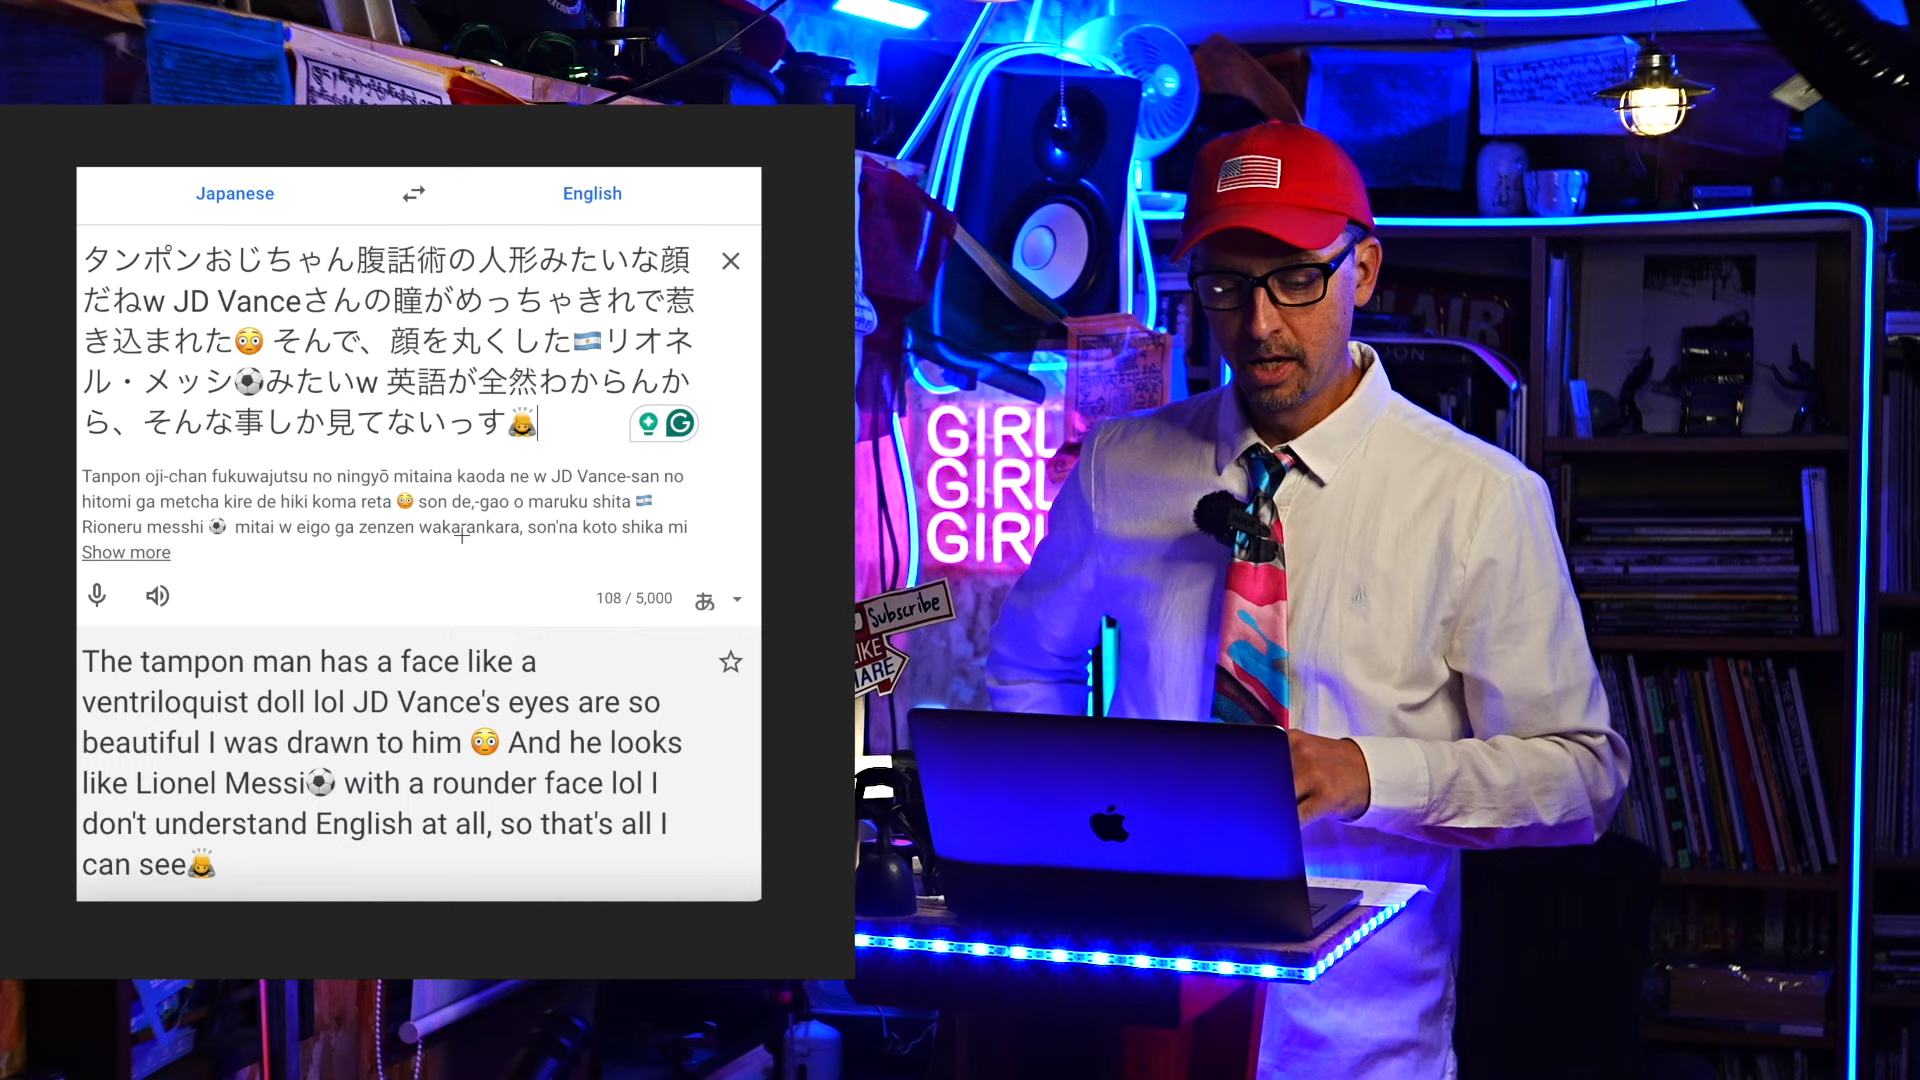 Japanese
English
タンポンおじちゃん腹話術の人形みたいな顔
だねw JD Vanceさんの瞳がめっちゃきれで惹
き込まれた😳 そんで、顔を丸くした🇦🇷リオネ
ル・メッシ⚽みたいw 英語が全然わからんか
ら、そんな事しか見てないっす🙇
Tanpon oji-chan fukuwajutsu no ningyō mitaina kaoda ne w JD Vance-san no
hitomi ga metcha kire de hiki koma reta 😳 son de,-gao o maruku shita 🇦🇷
Rioneru messhi ⚽ mitai w eigo ga zenzen wakarankara, son'na koto shika mi
Show more
108 / 5,000
あ
The tampon man has a face like a
ventriloquist doll lol JD Vance's eyes are so
beautiful I was drawn to him 😳 And he looks
like Lionel Messi⚽ with a rounder face lol I
don't understand English at all, so that's all I
can see🙇
GIRL
GIRL
GIRL
Subscribe